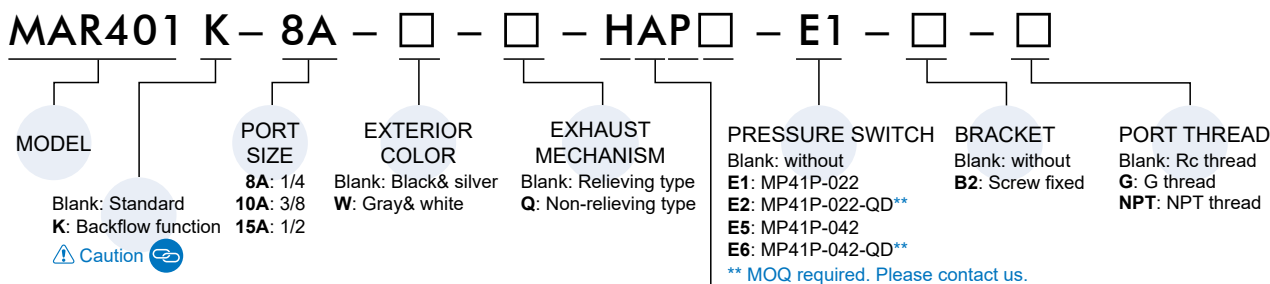 MAR401 K – 8A – □ – □ – HAP□ – E1 – □ – □
MODEL
Blank: Standard
K: Backflow function
⚠ Caution
PORT
SIZE
8A: 1/4
10A: 3/8
15A: 1/2
EXTERIOR
COLOR
Blank: Black& silver
W: Gray& white
EXHAUST
MECHANISM
Blank: Relieving type
Q: Non-relieving type
PRESSURE SWITCH
Blank: without
E1: MP41P-022
E2: MP41P-022-QD**
E5: MP41P-042
E6: MP41P-042-QD**
** MOQ required. Please contact us.
BRACKET
Blank: without
B2: Screw fixed
PORT THREAD
Blank: Rc thread
G: G thread
NPT: NPT thread